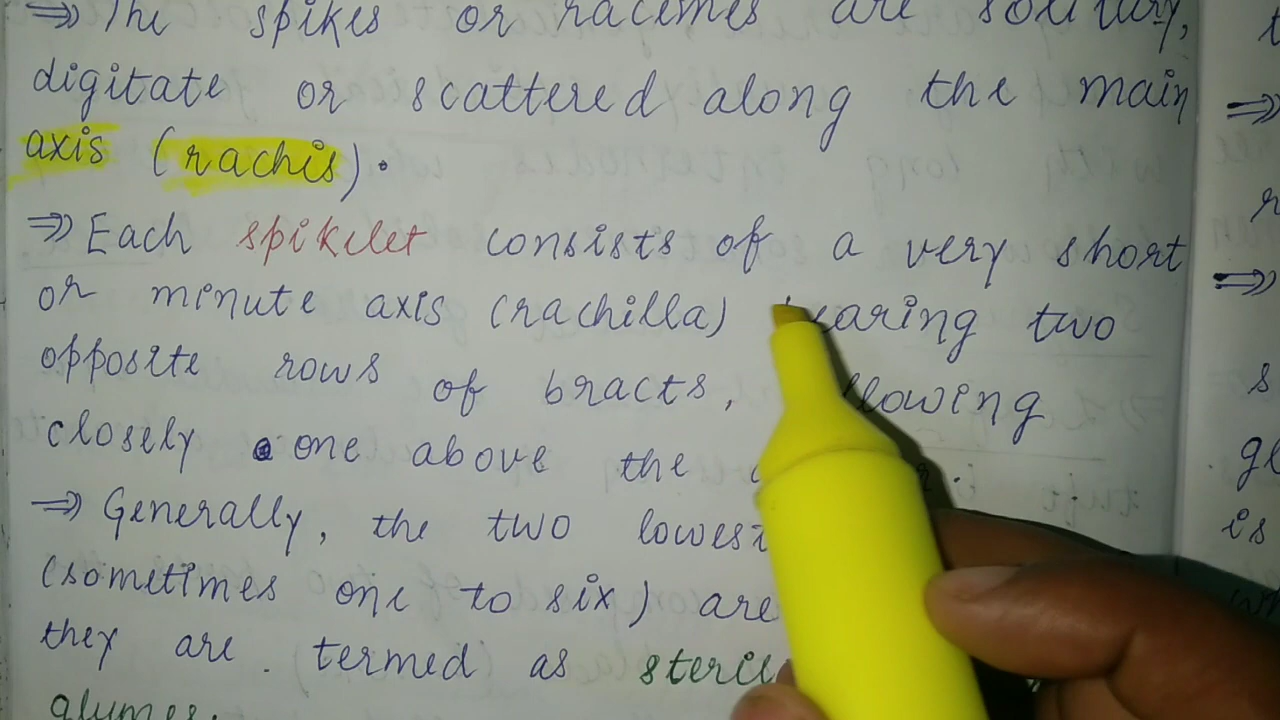 ⇒ The spikes or racemes are solitary,
digitate or scattered along the main
axis (rachis).
⇒ Each spikelet consists of a very short
or minute axis (rachilla) bearing two
opposite rows of bracts,
closely one above the
⇒ Generally, the two lowest
(sometimes one to six) are
they are termed as
glumes.
⇒
⇒
is